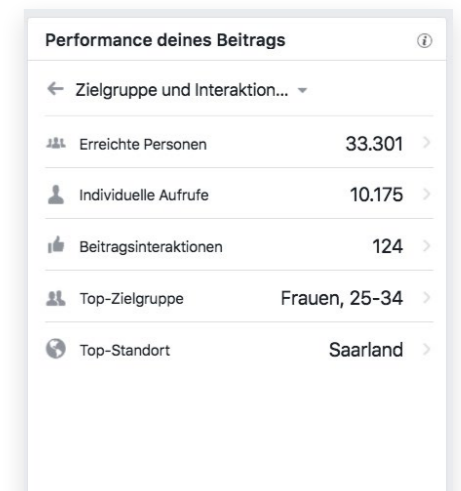 Performance deines Beitrags
Zielgruppe und Interaktion...
Erreichte Personen 33.301
Individuelle Aufrufe 10.175
Beitragsinteraktionen 124
Top-Zielgruppe Frauen, 25-34
Top-Standort Saarland